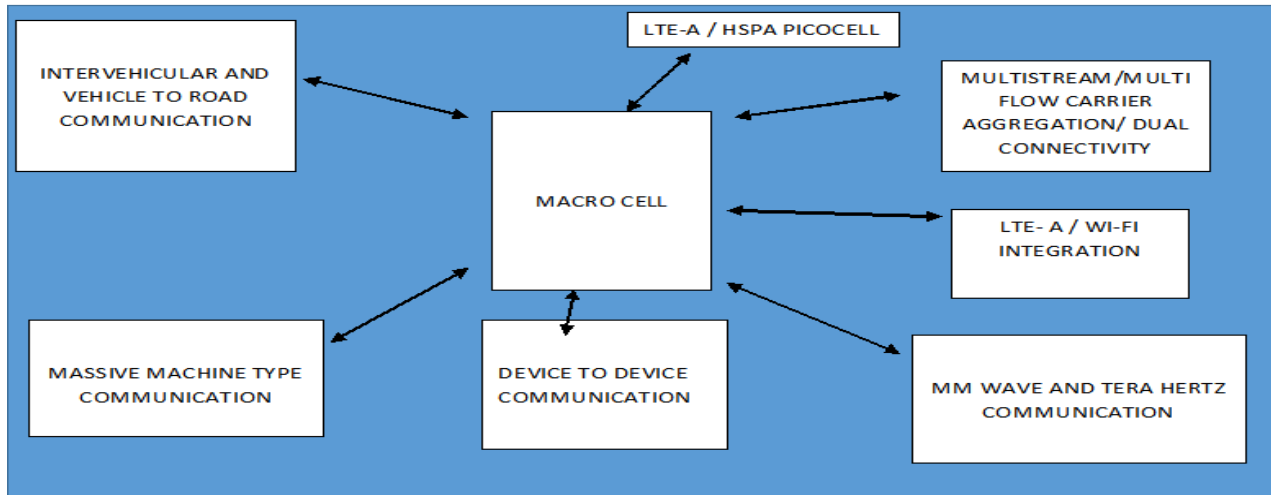 LTE-A / HSPA PICOCELL
INTERVEHICULAR AND
VEHICLE TO ROAD
COMMUNICATION
MULTISTREAM/MULTI
FLOW CARRIER
AGGREGATION/ DUAL
CONNECTIVITY
MACRO CELL
LTE- A / WI-FI
INTEGRATION
MASSIVE MACHINE TYPE
COMMUNICATION
DEVICE TO DEVICE
COMMUNICATION
MM WAVE AND TERA HERTZ
COMMUNICATION